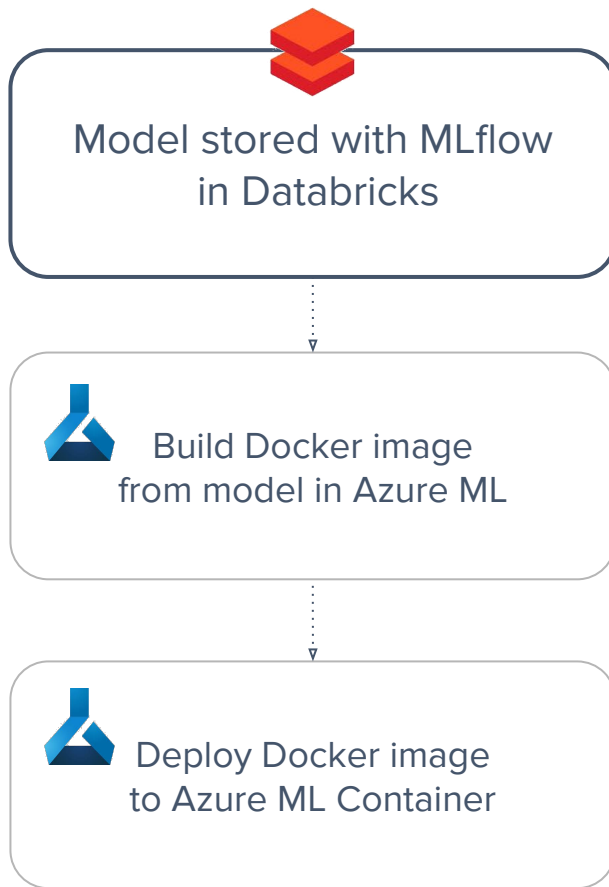 Model stored with MLflow
in Databricks
Build Docker image
from model in Azure ML
Deploy Docker image
to Azure ML Container